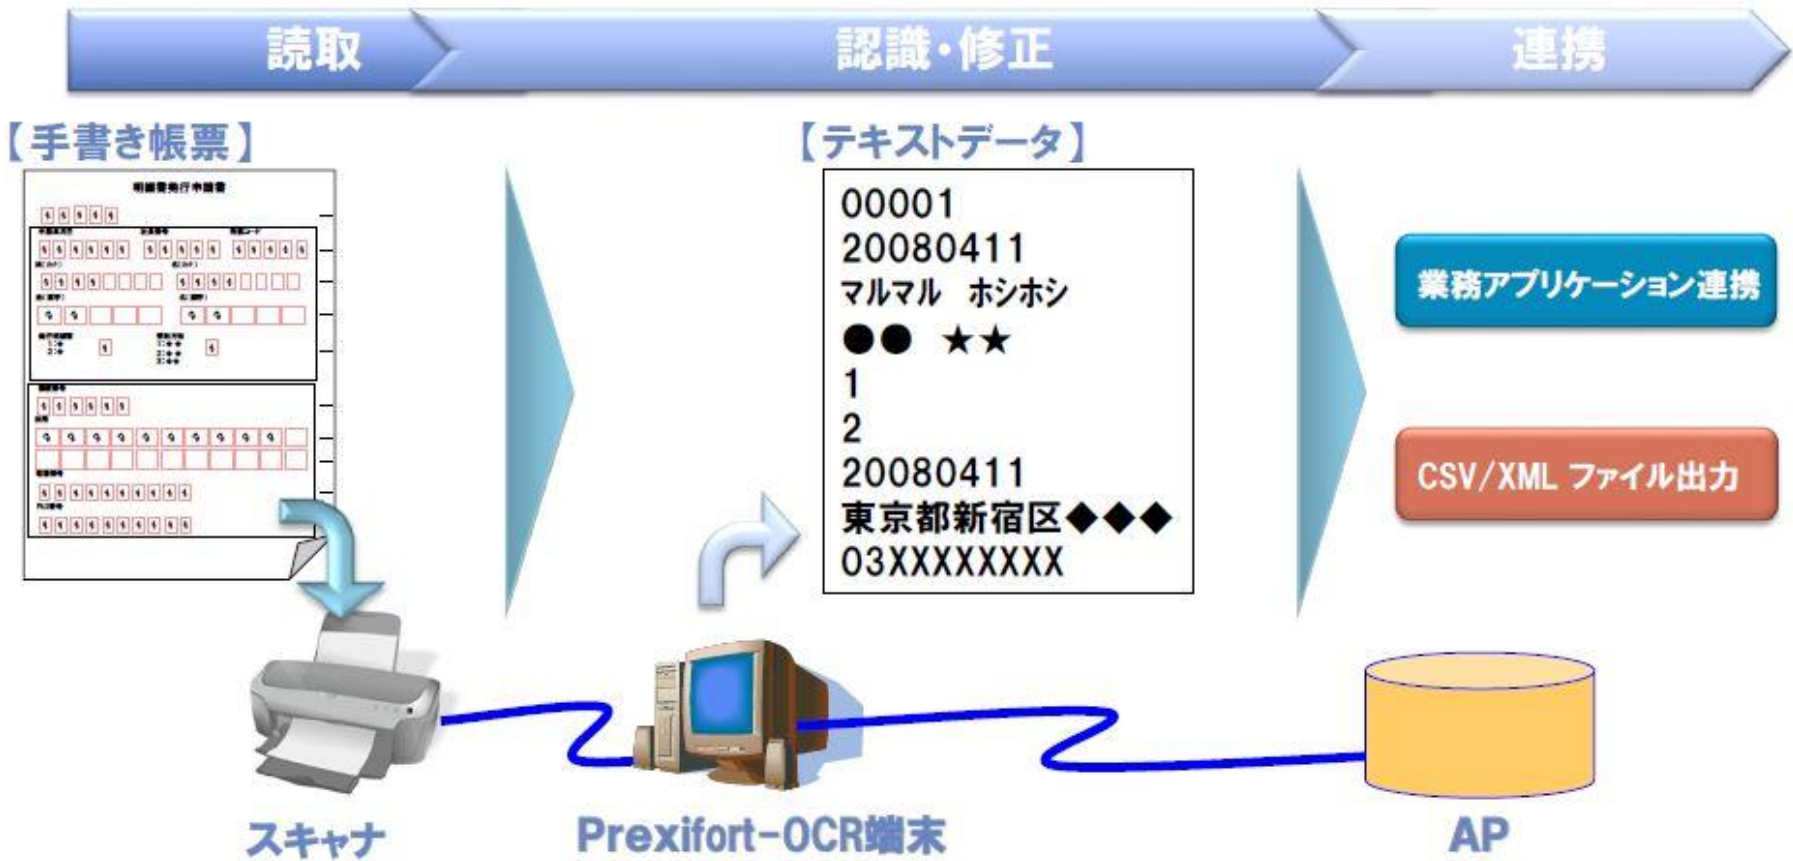 読取
認識・修正
連携
【手書き帳票】
【テキストデータ】
00001
20080411
マルマル ホシホシ
●● ★★
1
2
20080411
東京都新宿区◆◆◆
03XXXXXXXX
業務アプリケーション連携
CSV/XML ファイル出力
スキャナ
Prexifort-OCR端末
AP